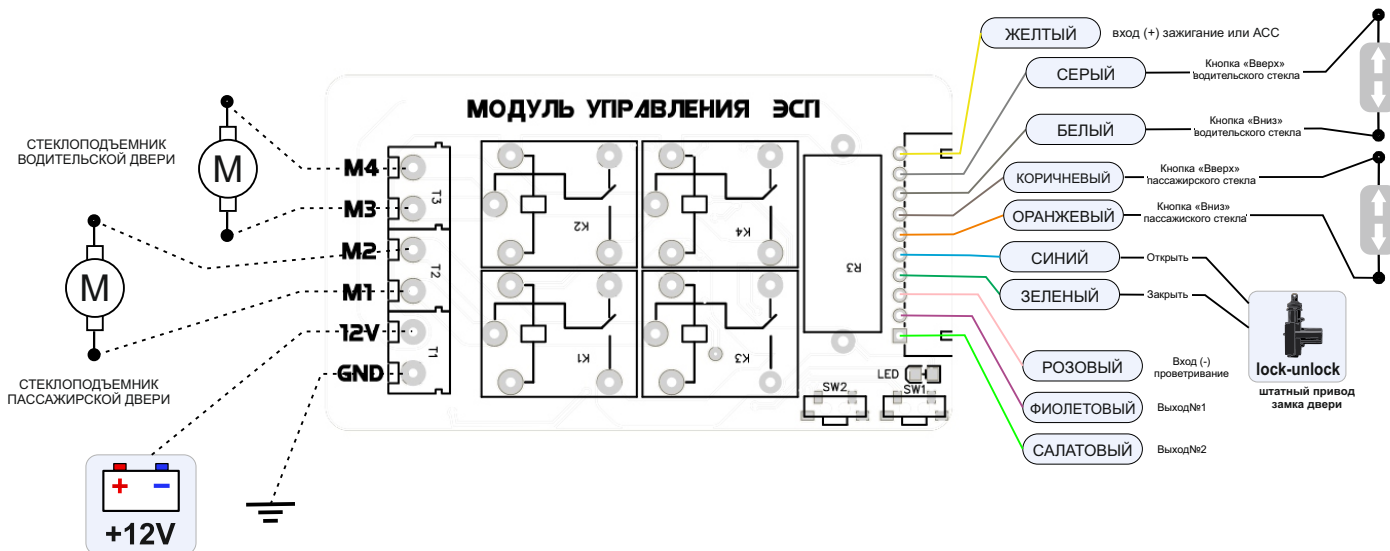 ЖЕЛТЫЙ
вход (+) зажигание или АСС
СЕРЫЙ
Кнопка «Вверх»
водительского стекла
МОДУЛЬ УПРАВЛЕНИЯ ЭСП
БЕЛЫЙ
Кнопка «Вниз»
водительского стекла
СТЕКЛОПОДЪЕМНИК
ВОДИТЕЛЬСКОЙ ДВЕРИ
M
M4
M3
M2
M1
12V
GND
T3
T2
T1
K2
K4
K1
K3
R3
КОРИЧНЕВЫЙ
Кнопка «Вверх»
пассажирского стекла
ОРАНЖЕВЫЙ
Кнопка «Вниз»
пассажиского стекла
СИНИЙ
Открыть
ЗЕЛЕНЫЙ
Закрыть
M
СТЕКЛОПОДЪЕМНИК
ПАССАЖИРСКОЙ ДВЕРИ
LED
SW2
SW1
РОЗОВЫЙ
Вход (-)
проветривание
lock-unlock
штатный привод
замка двери
ФИОЛЕТОВЫЙ
Выход№1
САЛАТОВЫЙ
Выход№2
+ −
+12V